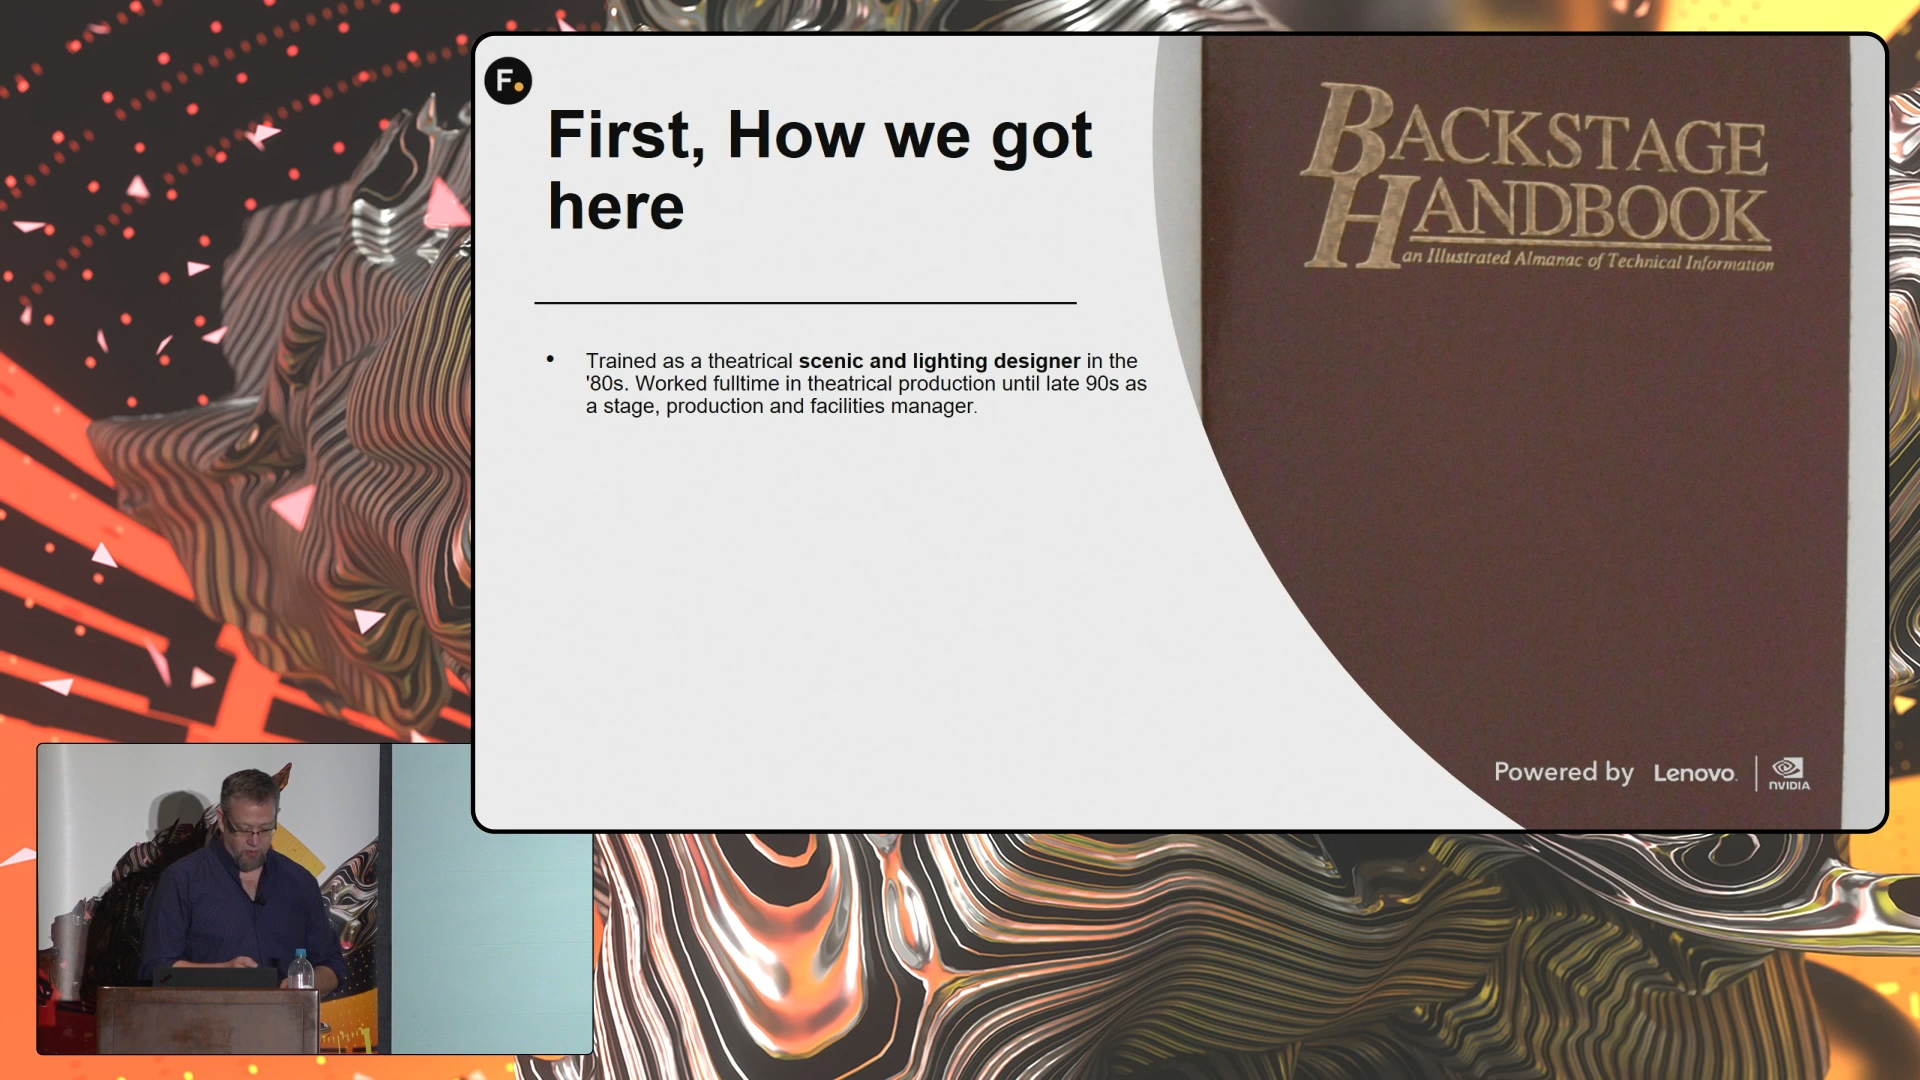 F.
First, How we got
here
• Trained as a theatrical scenic and lighting designer in the
'80s. Worked fulltime in theatrical production until late 90s as
a stage, production and facilities manager.
BACKSTAGE
HANDBOOK
an Illustrated Almanac of Technical Information
Powered by Lenovo. NVIDIA